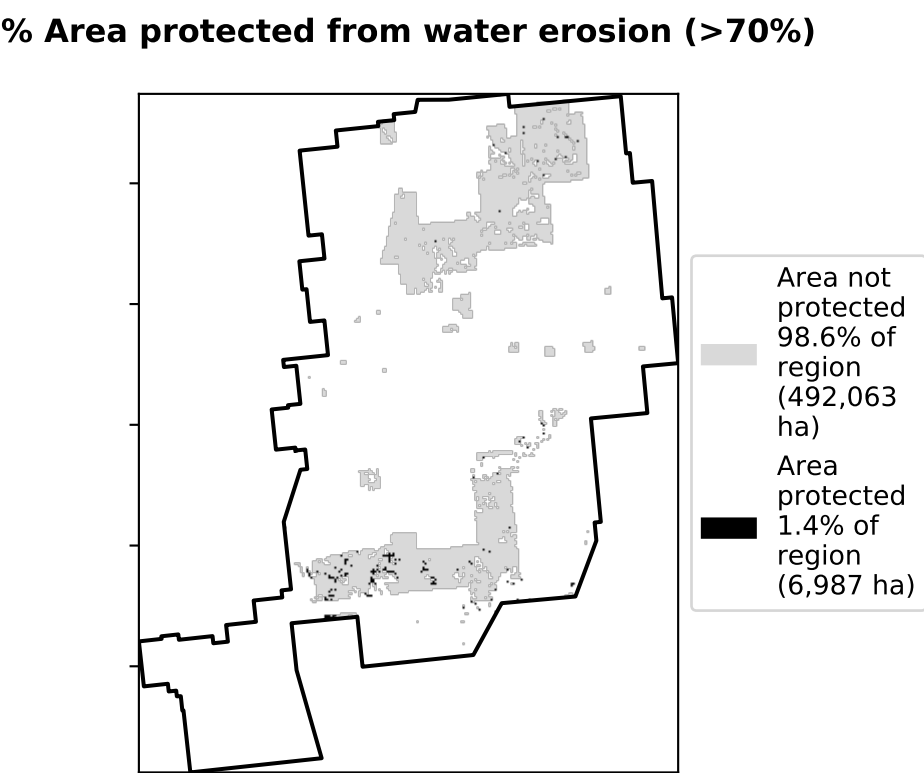 % Area protected from water erosion (>70%)
Area not
protected
98.6% of
region
(492,063
ha)
Area
protected
1.4% of
region
(6,987 ha)